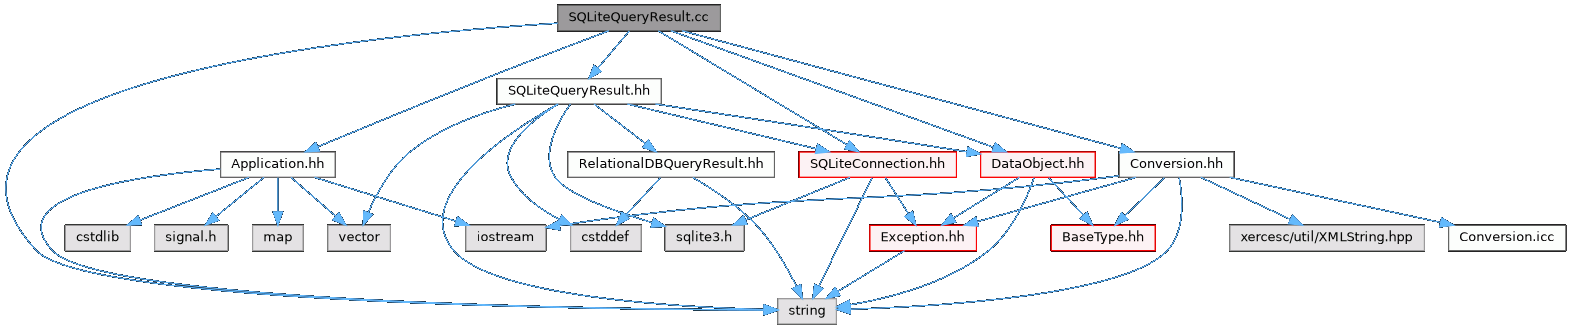 SQLiteQueryResult.cc
SQLiteQueryResult.hh
Application.hh
RelationalDBQueryResult.hh
SQLiteConnection.hh
DataObject.hh
Conversion.hh
cstdlib
signal.h
map
vector
iostream
cstddef
sqlite3.h
Exception.hh
BaseType.hh
xercesc/util/XMLString.hpp
Conversion.icc
string